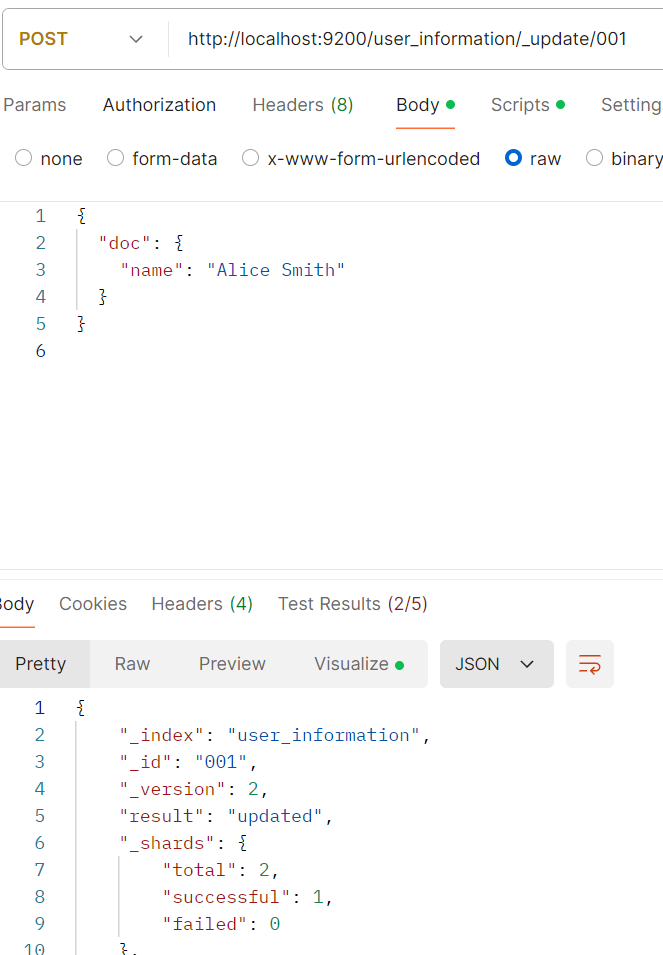 POST http://localhost:9200/user_information/_update/001
Params Authorization Headers (8) Body Scripts Setting
none form-data x-www-form-urlencoded raw binary
1 {
2 "doc": {
3 "name": "Alice Smith"
4 }
5 }
6
Body Cookies Headers (4) Test Results (2/5)
Pretty Raw Preview Visualize JSON
1 {
2 "_index": "user_information",
3 "_id": "001",
4 "_version": 2,
5 "result": "updated",
6 "_shards": {
7 "total": 2,
8 "successful": 1,
9 "failed": 0
10 },